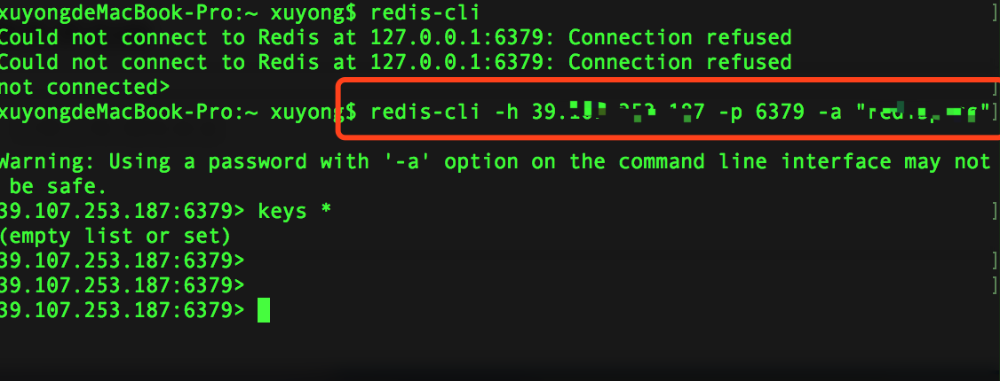 xuyongdeMacBook-Pro:~ xuyong$ redis-cli
Could not connect to Redis at 127.0.0.1:6379: Connection refused
Could not connect to Redis at 127.0.0.1:6379: Connection refused
not connected>
xuyongdeMacBook-Pro:~ xuyong$ redis-cli -h -p 6379 -a
Warning: Using a password with '-a' option on the command line interface may not
be safe.
39.107.253.187:6379> keys *
(empty list or set)
39.107.253.187:6379>
39.107.253.187:6379>
39.107.253.187:6379>